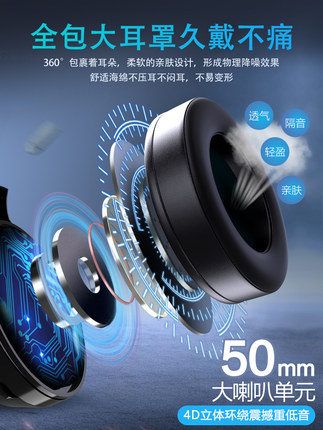 全包大耳罩久戴不痛
360°包裹着耳朵，柔软的亲肤设计，形成物理降噪效果
舒适海绵不压耳不闷耳，不易变形
透气
隔音
轻盈
亲肤
50mm
大喇叭单元
4D立体环绕震撼重低音